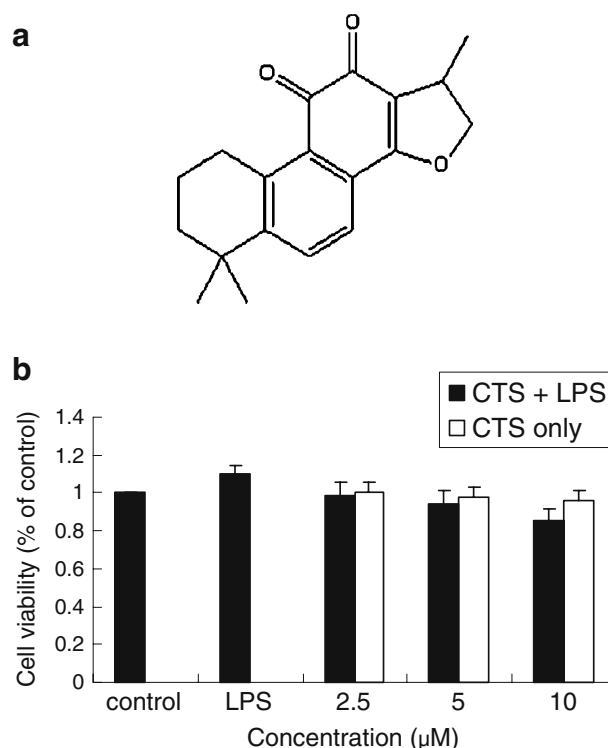 a
O
O
O
b
CTS + LPS
CTS only
Cell viability (% of control)
1.4
1.2
1
0.8
0.6
0.4
0.2
0
control LPS 2.5 5 10
Concentration (µM)